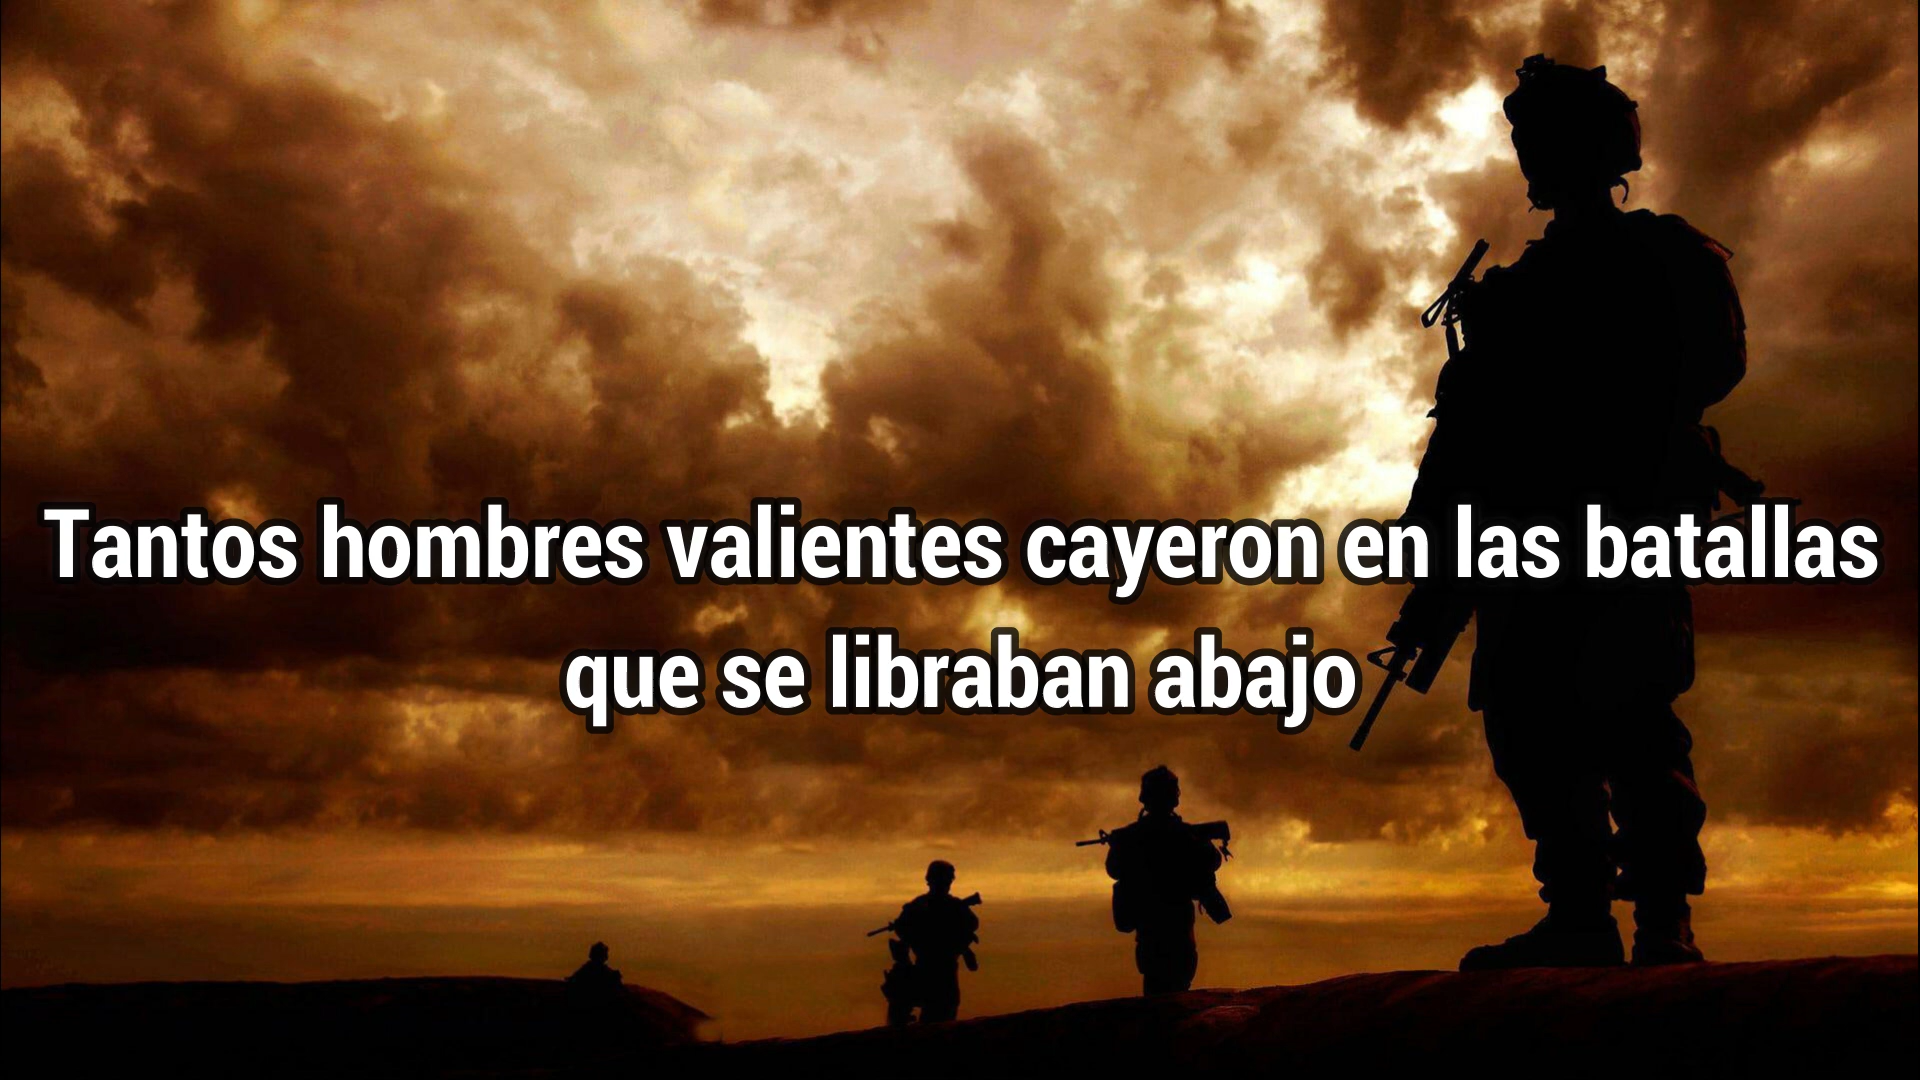 Tantos hombres valientes cayeron en las batallas
que se libraban abajo